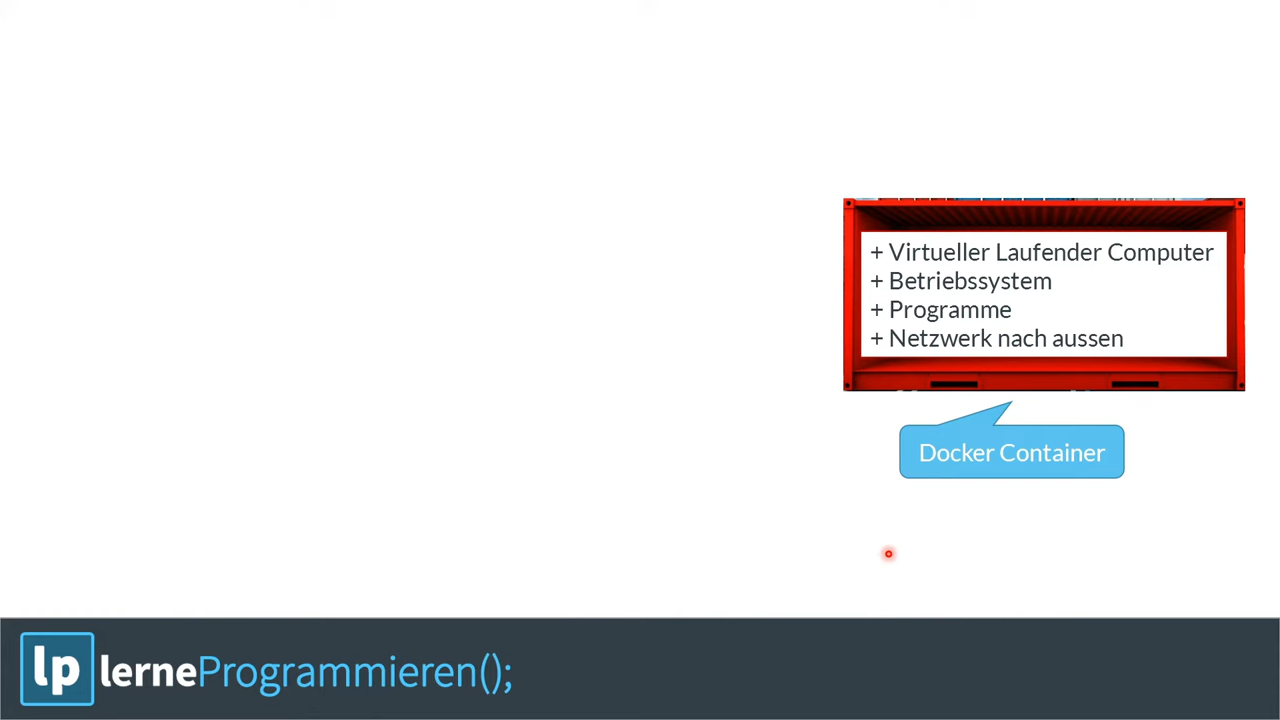 + Virtueller Laufender Computer
+ Betriebssystem
+ Programme
+ Netzwerk nach aussen
Docker Container
lp lerneProgrammieren();